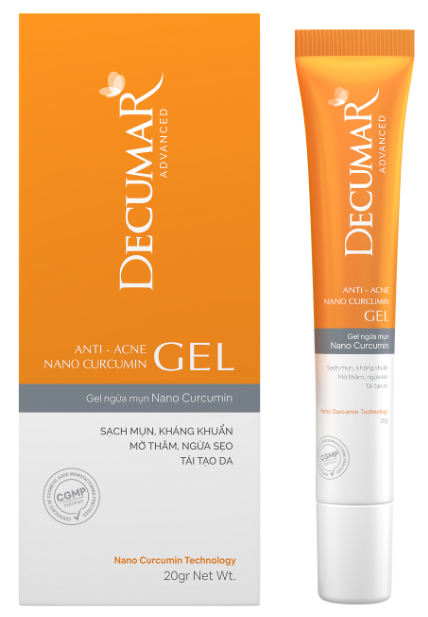 DECUMAR
ADVANCED
ANTI - ACNE
NANO CURCUMIN
GEL
Gel ngừa mụn Nano Curcumin
SẠCH MỤN, KHÁNG KHUẨN
MỜ THÂM, NGỪA SẸO
TÁI TẠO DA
CGMP
CERTIFIED
Nano Curcumin Technology
20gr Net Wt.
DECUMAR
ADVANCED
ANTI - ACNE
NANO CURCUMIN
GEL
Gel ngừa mụn
Nano Curcumin
Sạch mụn, kháng khuẩn
Mờ thâm, ngừa sẹo
Tái tạo da
Nano Curcumin Technology
20g
CGMP